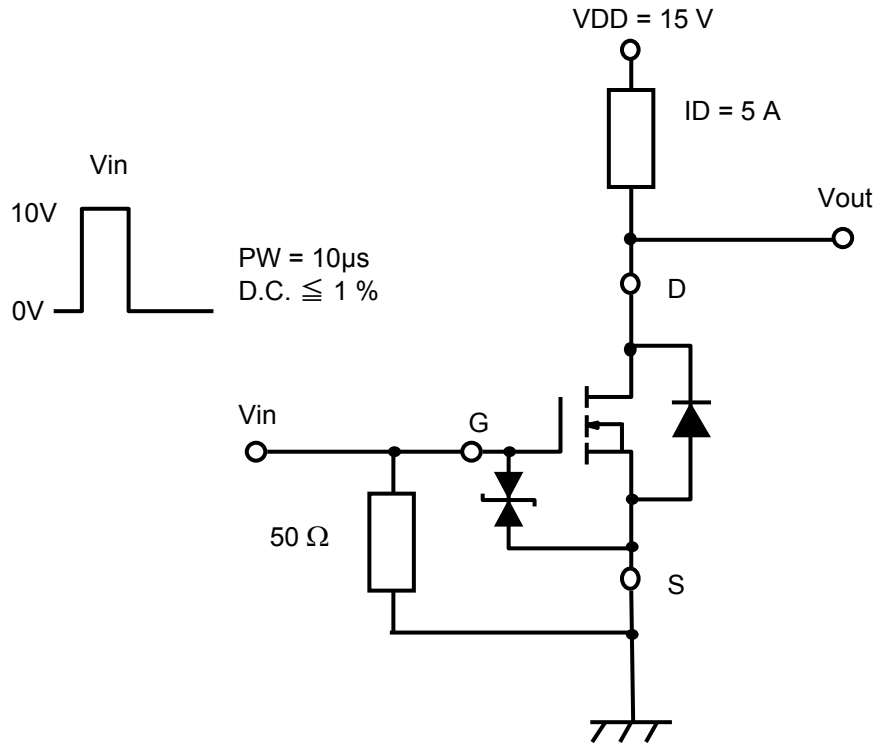 VDD = 15 V
ID = 5 A
Vin
10V
Vout
PW = 10μs
D.C. ≦ 1 %
D
0V
Vin
G
50 Ω
S